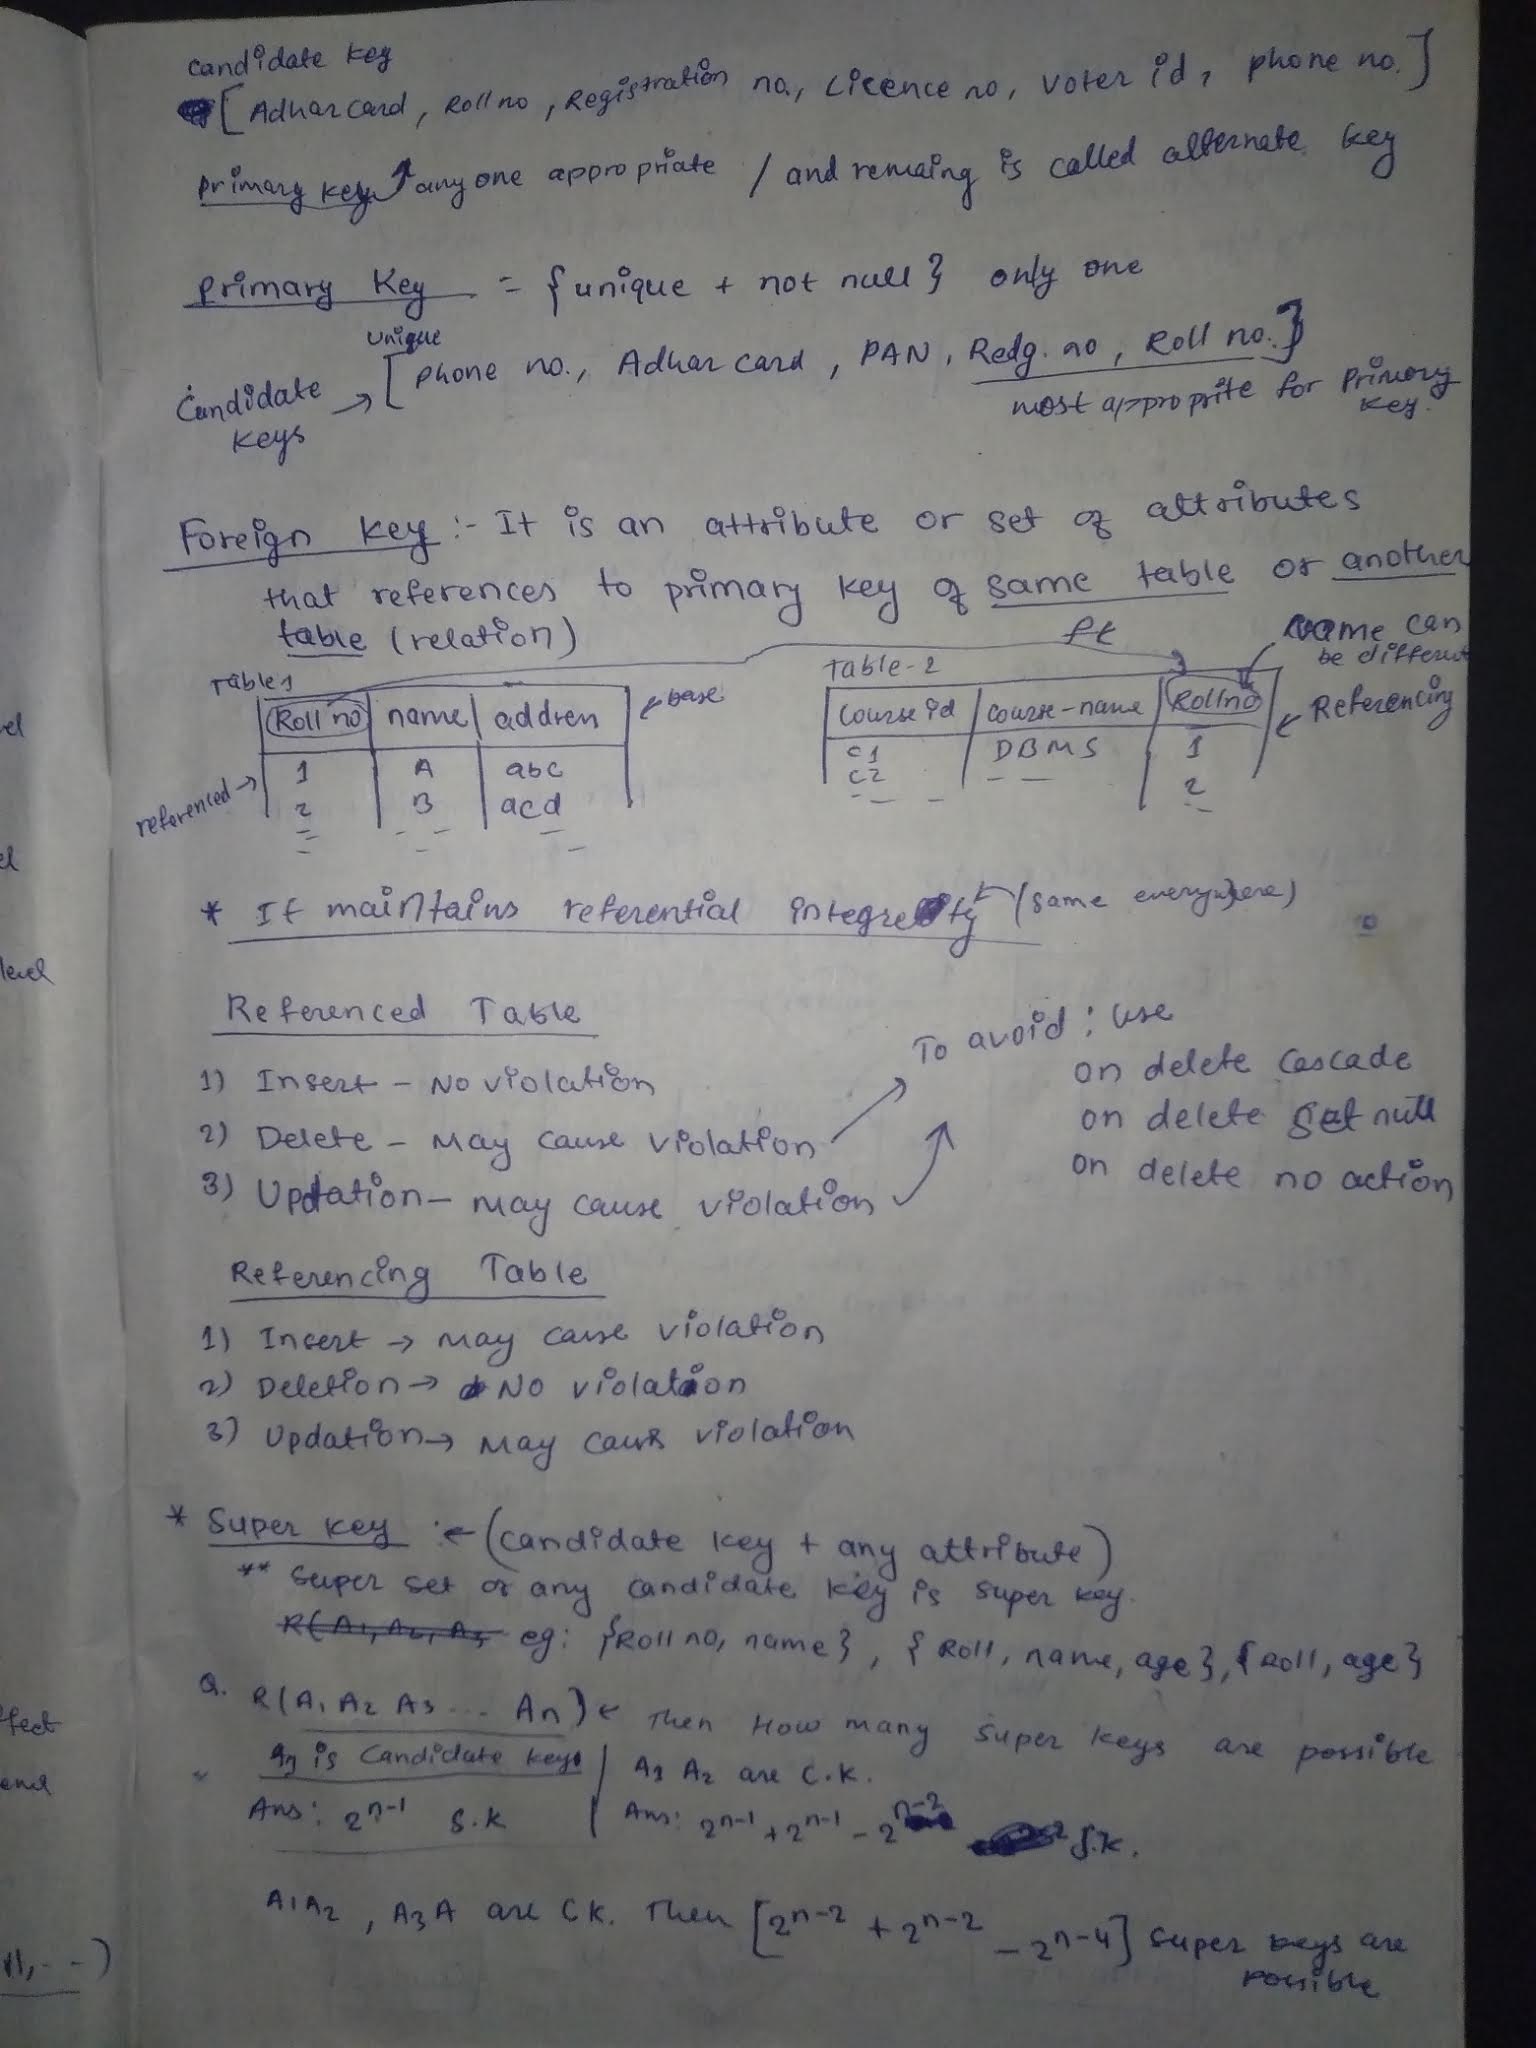 candidate key
[ Adhar card, Roll no, Registration no., Licence no, Voter id, phone no. ]
primary key any one appropriate / and remaing is called alternate key
primary key = {unique + not null} only one
unique
Candidate keys → [ phone no., Adhar card, PAN, Redg. no, Roll no. ]
most approprite for primary key.
Foreign key :- It is an attribute or set of attributes
that references to primary key of same table or another
table (relation)
fk
name can be different
Table1
Table-2
Roll no name addren ← base
Course id Course-name Roll no ← Referencing
referenced →
1 A abc
2 B acd
C1 DBMS 1
C2 - - 2
* It maintains referential integrety ← (same everywhere)
Referenced Table
1) Insert - No violation
2) Delete - may cause violation
3) Updtation - may cause violation
To avoid : use
on delete cascade
on delete set null
on delete no action
Referencing Table
1) Insert → may cause violation
2) Deletion → No violation
3) Updation → may caus violation
* Super key :- (candidate key + any attribute)
** super set of any candidate key is super key.
R(A1, A2, A3 eg: {Roll no, name}, { Roll, name, age}, {Roll, age}
Q. R(A1 A2 A3 ... An) ← Then How many super keys are possible
is Candidate keys / A1 A2 are C.K.
Ans: 2^n-1 S.K / Ans: 2^n-1 + 2^n-1 - 2^n-2 S.K.
A1A2, A3A are CK. Then [2^n-2 + 2^n-2 - 2^n-4] super keys are
possible
level